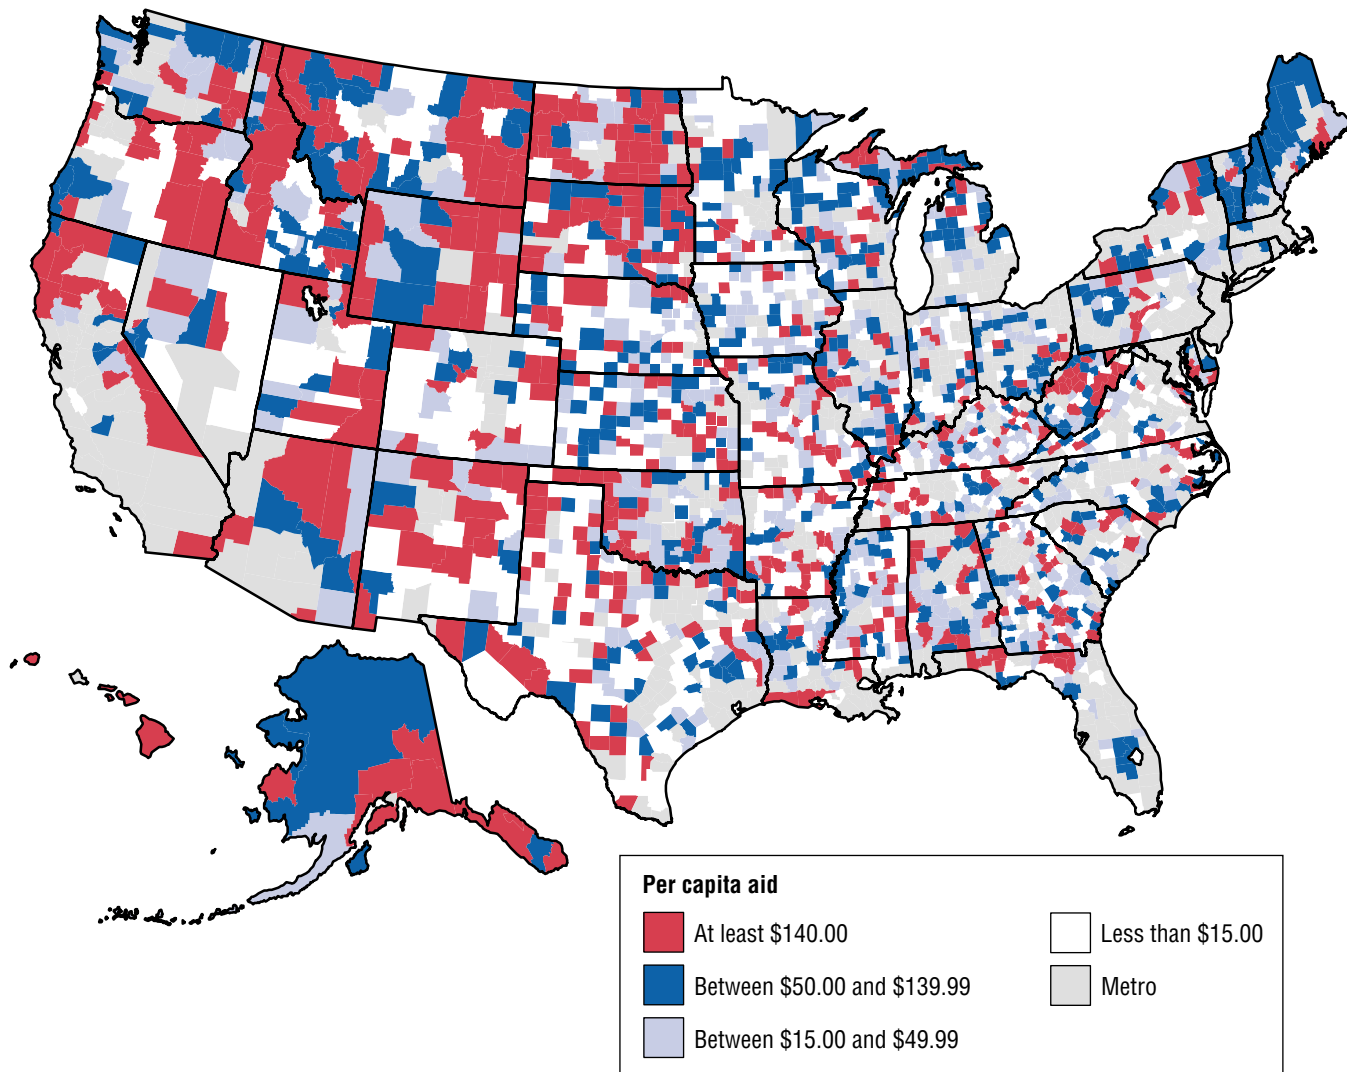 Per capita aid
At least $140.00
Between $50.00 and $139.99
Between $15.00 and $49.99
Less than $15.00
Metro